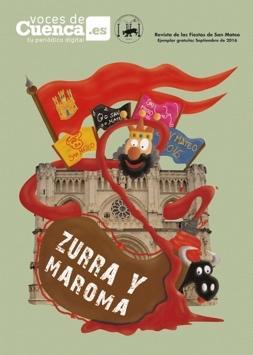 voces de
Cuenca.es
tu periódico digital
Revista de las Fiestas de San Mateo
Ejemplar gratuito: Septiembre de 2016
ZURRA Y
MAROMA